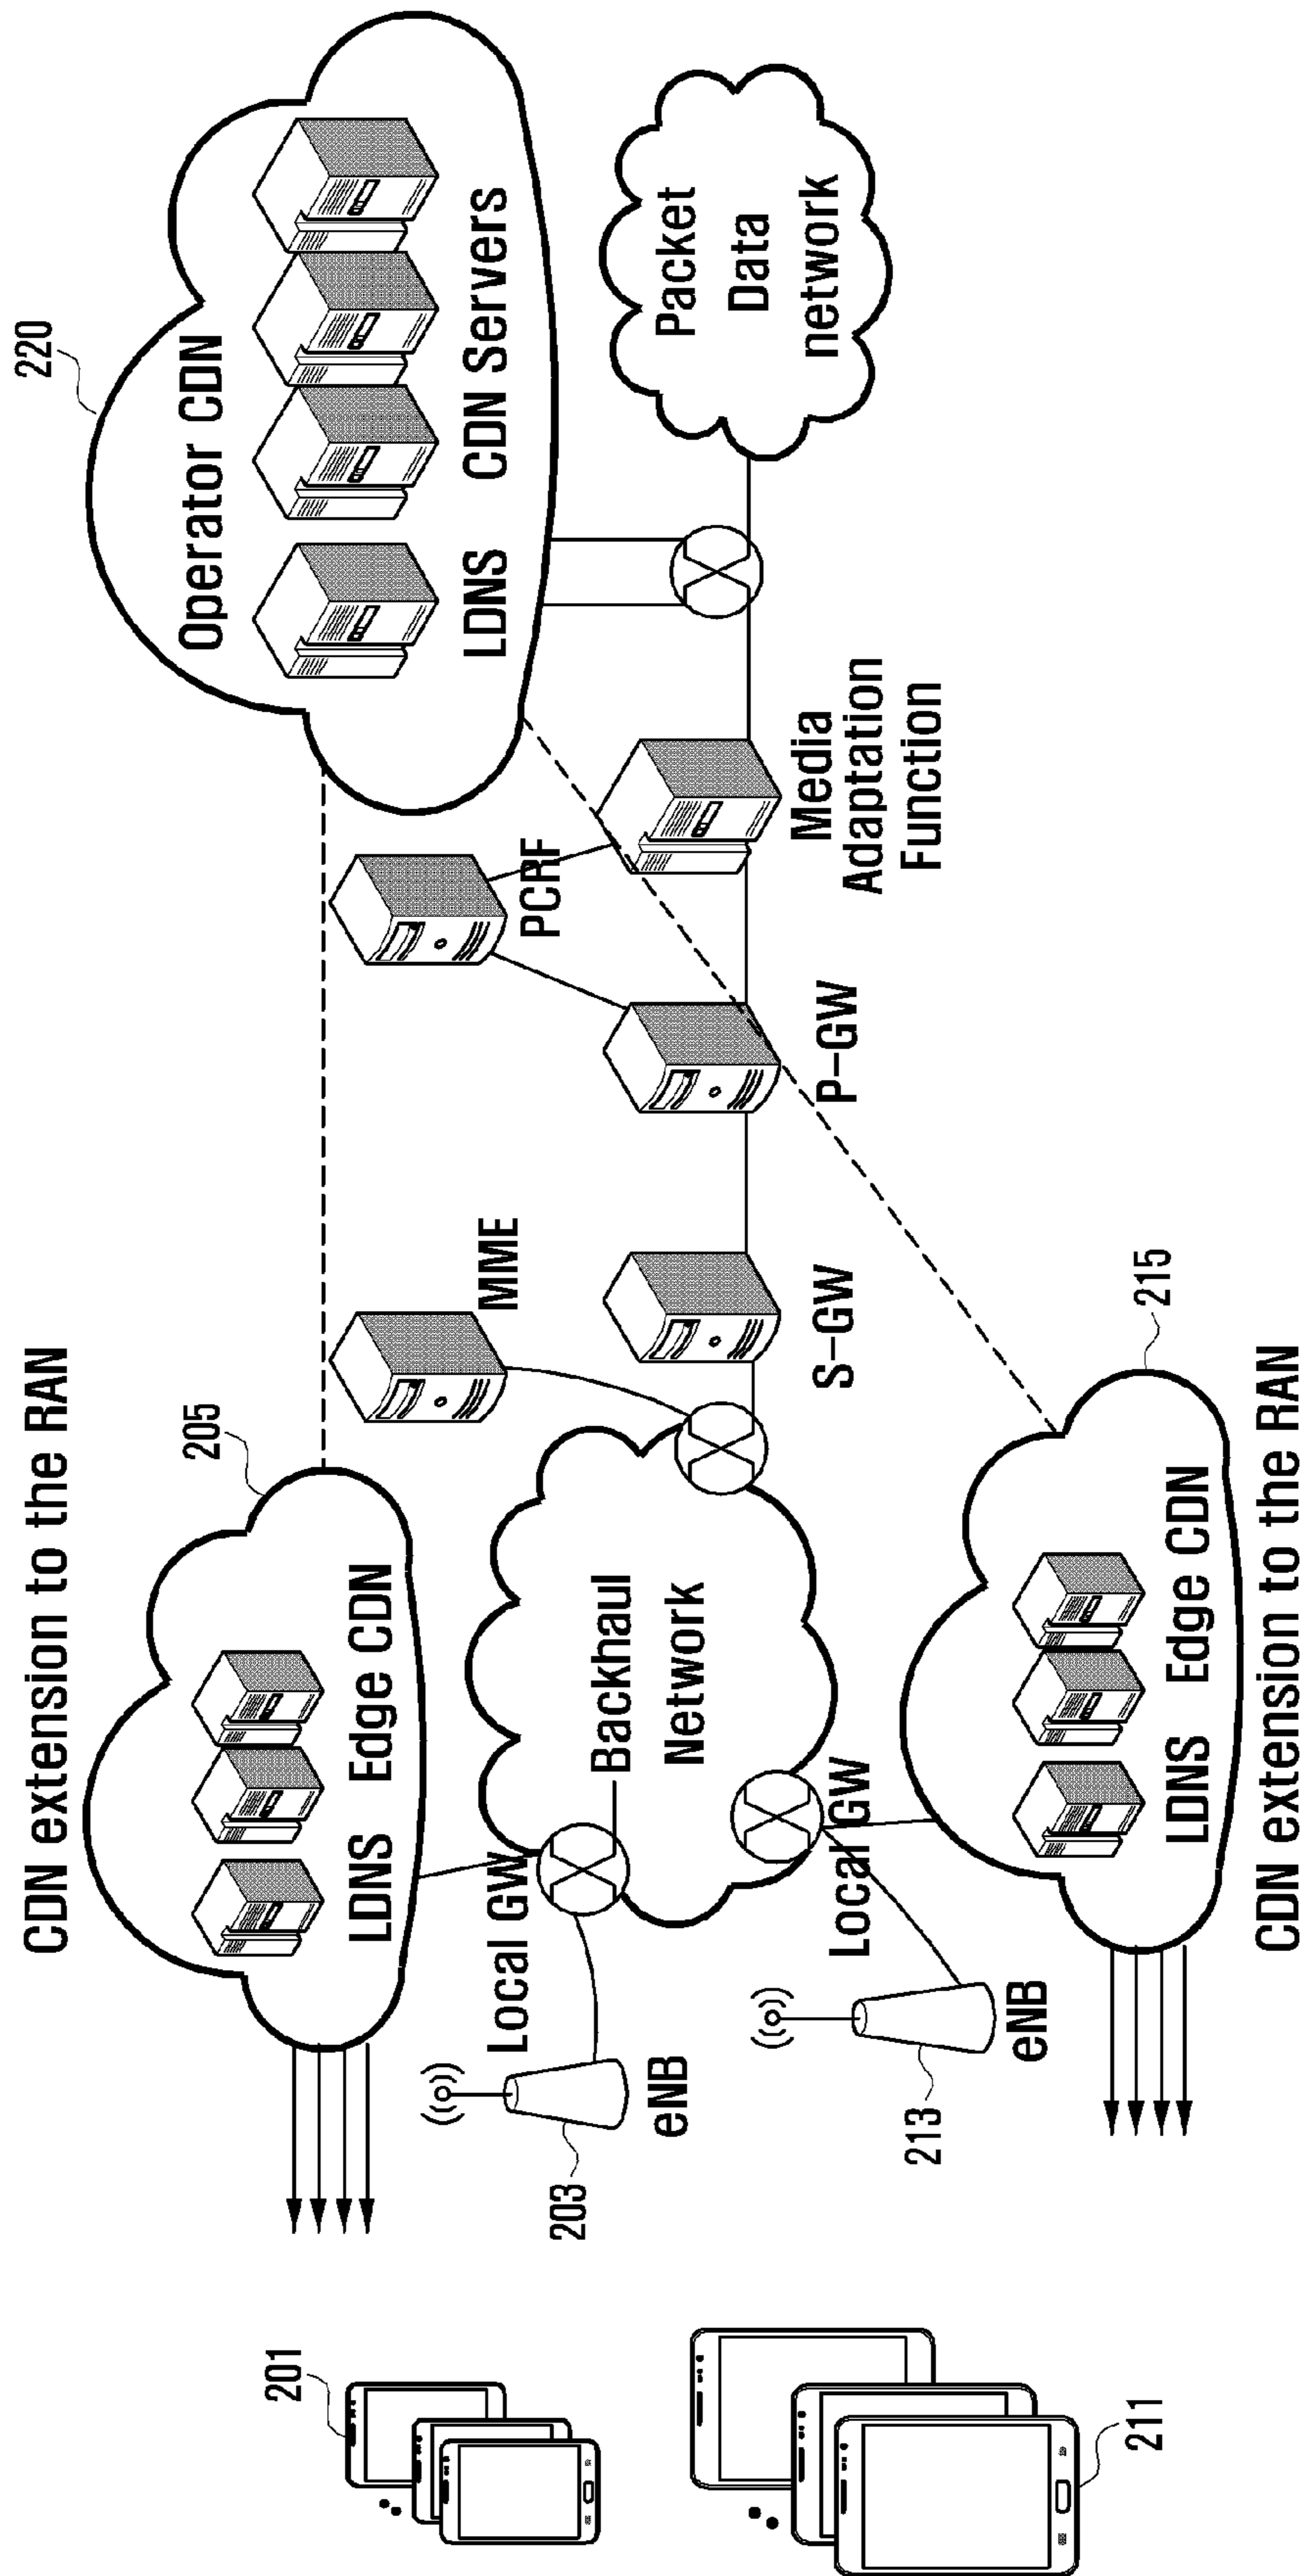 CDN extension to the RAN
220
Operator CDN
LDNS
CDN Servers
205
LDNS
Edge CDN
MME
PCRF
201
Local GW
Backhaul
Network
203
eNB
S-GW
P-GW
Media
Adaptation
Function
Packet
Data
network
Local GW
213
eNB
211
215
LDNS
Edge CDN
CDN extension to the RAN